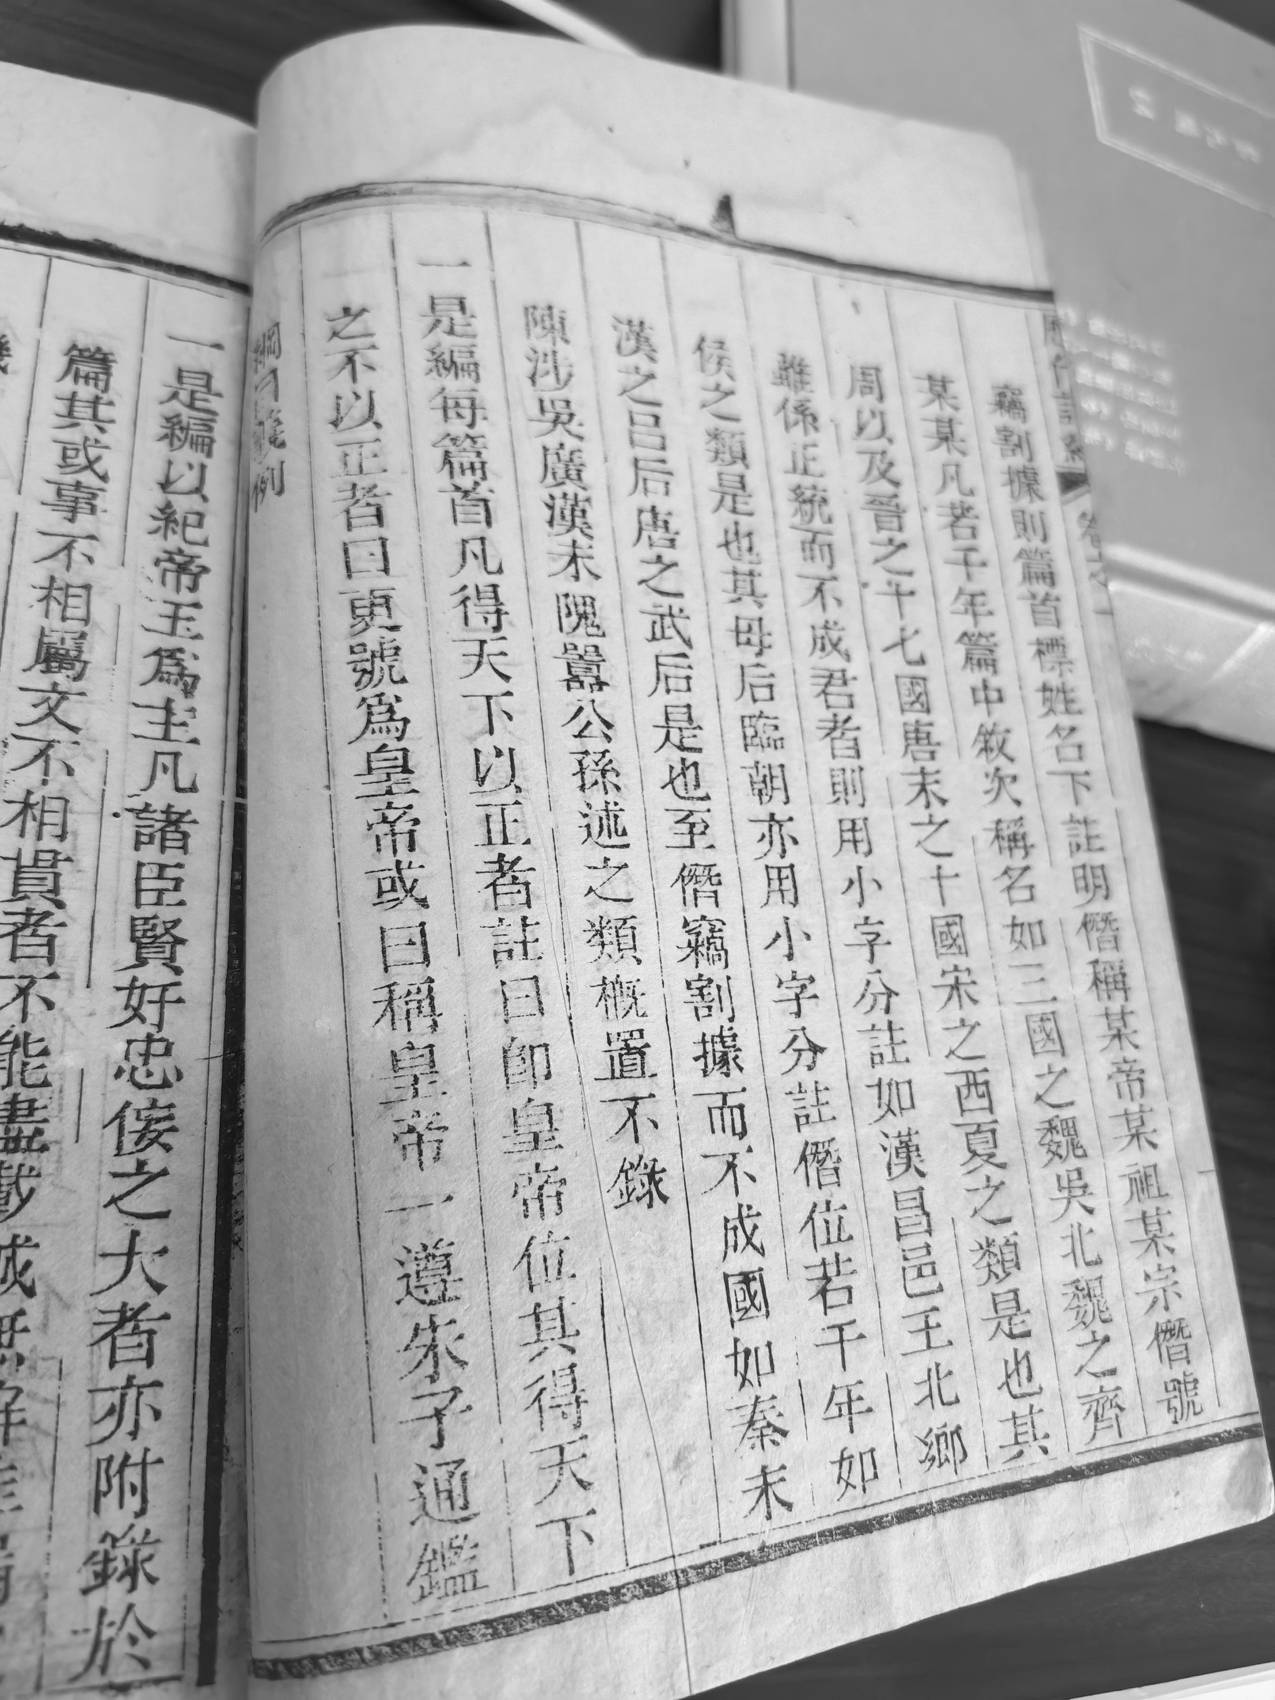 竊割據則篇首標姓名下註明僭稱某帝某祖某宗僭號
某某凡若干年篇中敘次稱名如三國之魏吳北魏之齊
周以及晉之十七國唐末之十國宋之西夏之類是也其
雖係正統而不成君者則用小字分註如漢昌邑王北鄉
侯之類是也其母后臨朝亦用小字分註僭位若干年如
漢之呂后唐之武后是也至僭竊割據而不成國如秦末
陳涉吳廣漢末隗囂公孫述之類概置不錄
一是編每篇首凡得天下以正者註曰卽皇帝位其得天下
之不以正者曰更號爲皇帝或曰稱皇帝一遵朱子通鑑
綱目義例
一是編以紀帝王爲主凡諸臣賢奸忠佞之大者亦附錄於
篇其或事不相屬文不相貫者不能盡載